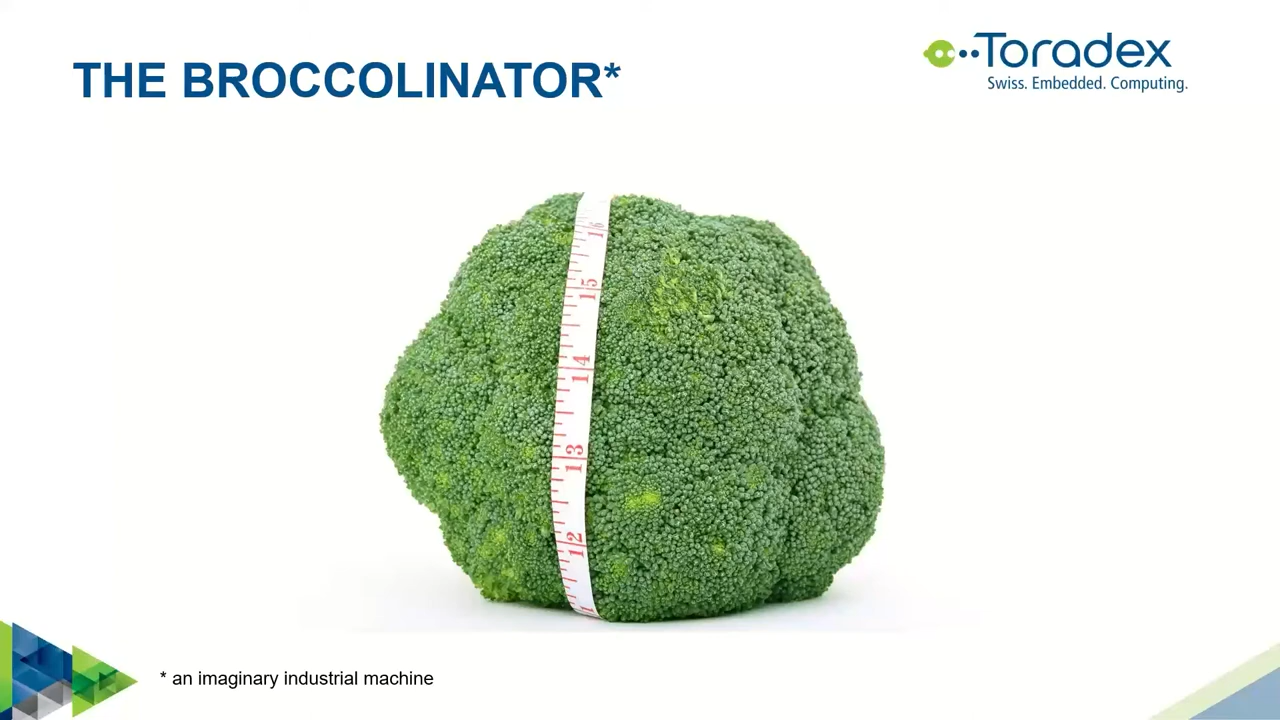 THE BROCCOLINATOR*
Toradex
Swiss. Embedded. Computing.
16
15
14
13
12
* an imaginary industrial machine